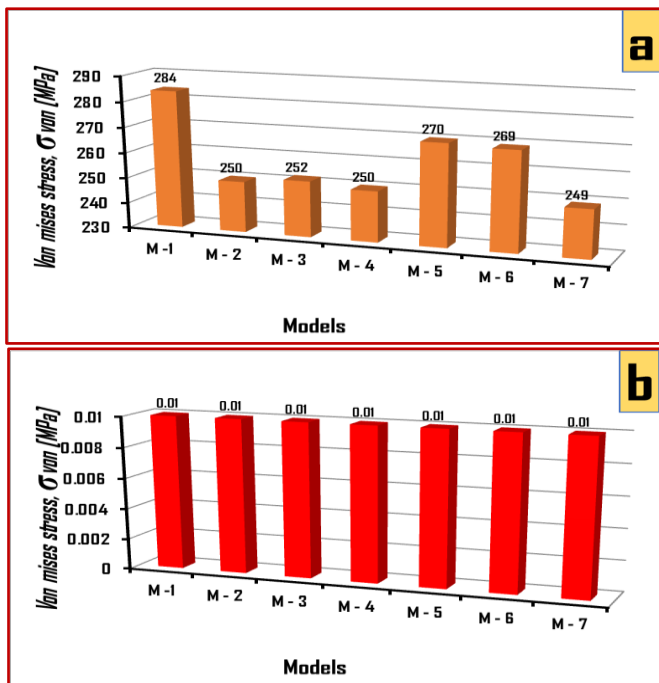 a
Van mises stress, σ von [MPa]
290
280
270
260
250
240
230
284
250
252
250
270
269
249
M -1
M - 2
M - 3
M - 4
M - 5
M - 6
M - 7
Models
b
Van mises stress, σ von [MPa]
0.01
0.008
0.006
0.004
0.002
0
0.01
0.01
0.01
0.01
0.01
0.01
0.01
M -1
M - 2
M - 3
M - 4
M - 5
M - 6
M - 7
Models